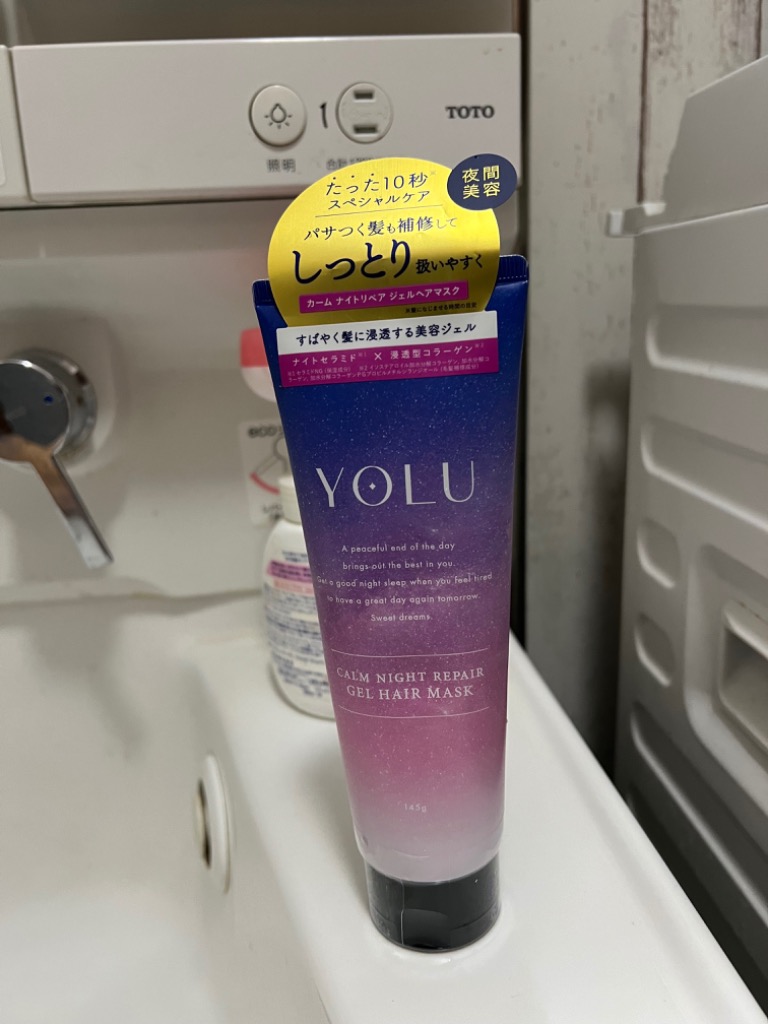 TOTO
照明
たった10秒
スペシャルケア
夜間
美容
パサつく髪も補修して
しっとり 扱いやすく
カーム ナイトリペア ジェルヘアマスク
すばやく髪に浸透する美容ジェル
ナイトセラミド※1 × 浸透型コラーゲン※2
YOLU
A peaceful end of the day
brings out the best in you.
Get a good night sleep when you feel tired
to have a great day again tomorrow.
Sweet dreams.
CALM NIGHT REPAIR
GEL HAIR MASK
145g